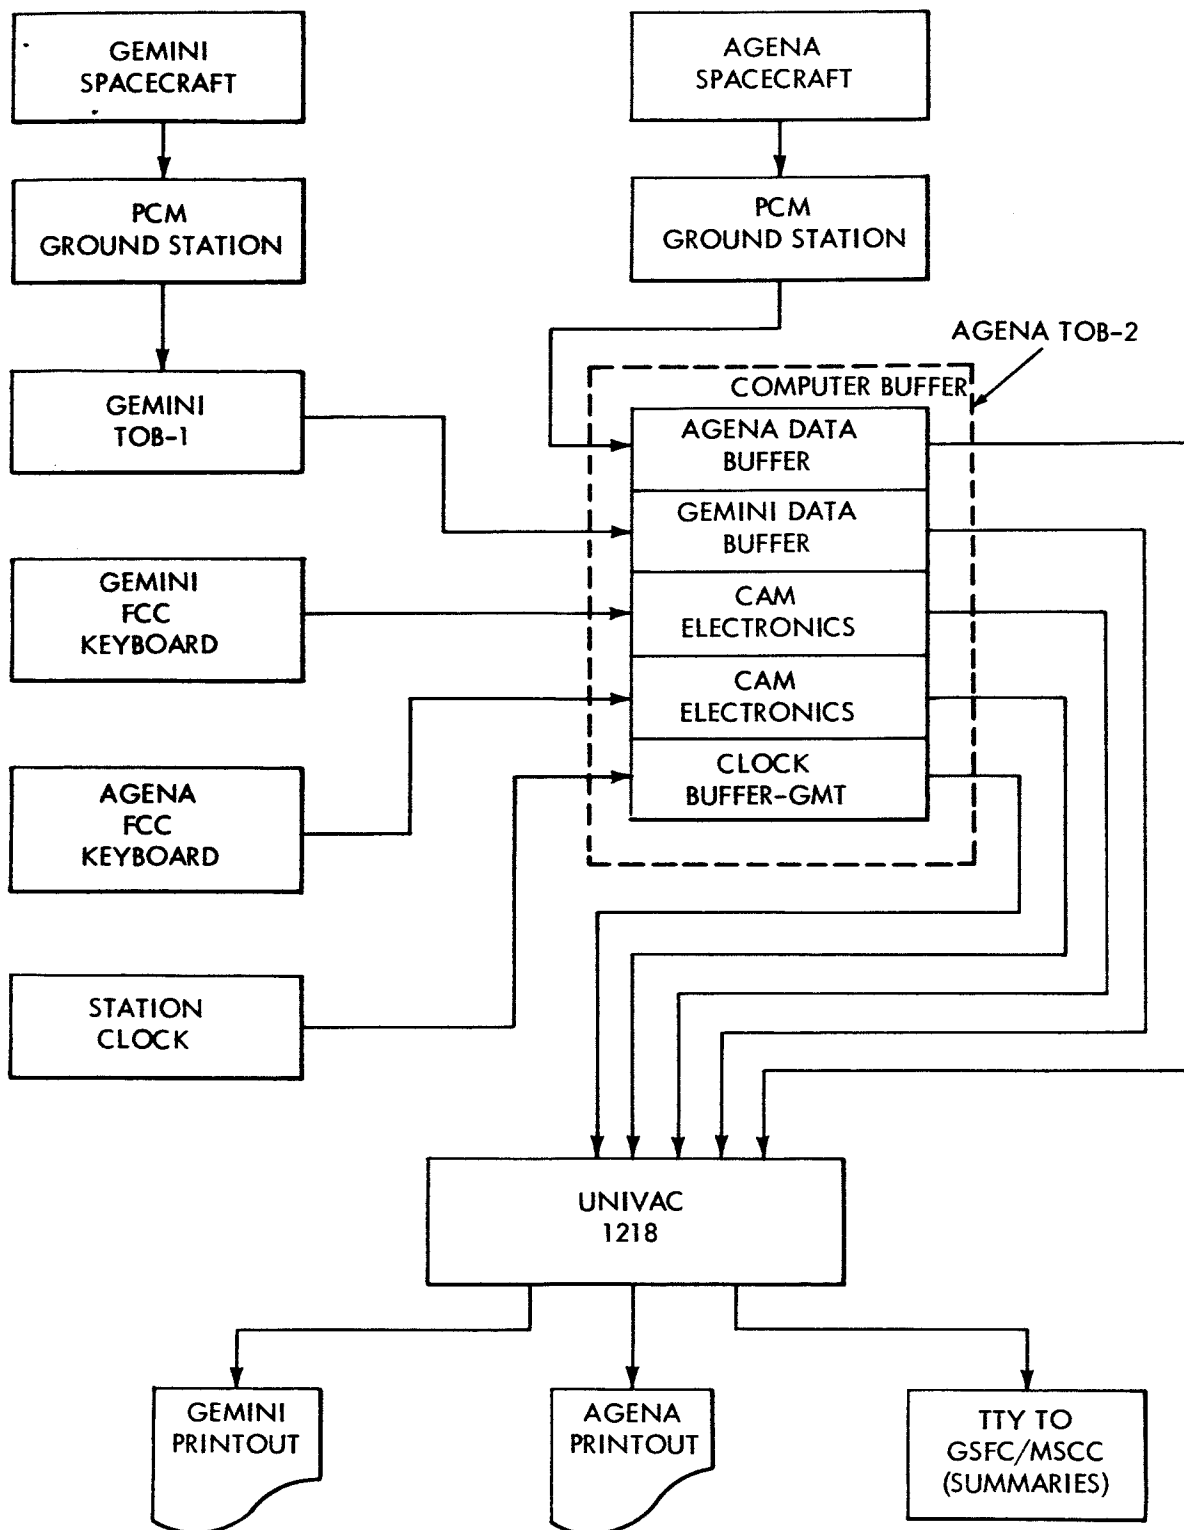 GEMINI
SPACECRAFT
AGENA
SPACECRAFT
PCM
GROUND STATION
PCM
GROUND STATION
AGENA TOB-2
GEMINI
TOB-1
COMPUTER BUFFER
AGENA DATA
BUFFER
GEMINI DATA
BUFFER
GEMINI
FCC
KEYBOARD
CAM
ELECTRONICS
CAM
ELECTRONICS
AGENA
FCC
KEYBOARD
CLOCK
BUFFER-GMT
STATION
CLOCK
UNIVAC
1218
GEMINI
PRINTOUT
AGENA
PRINTOUT
TTY TO
GSFC/MSCC
(SUMMARIES)